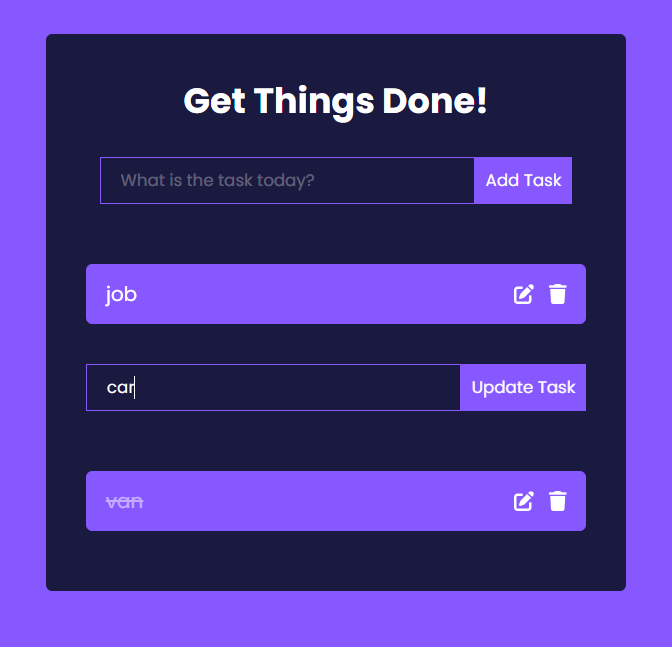 Get Things Done!
What is the task today?
Add Task
job
car
Update Task
van